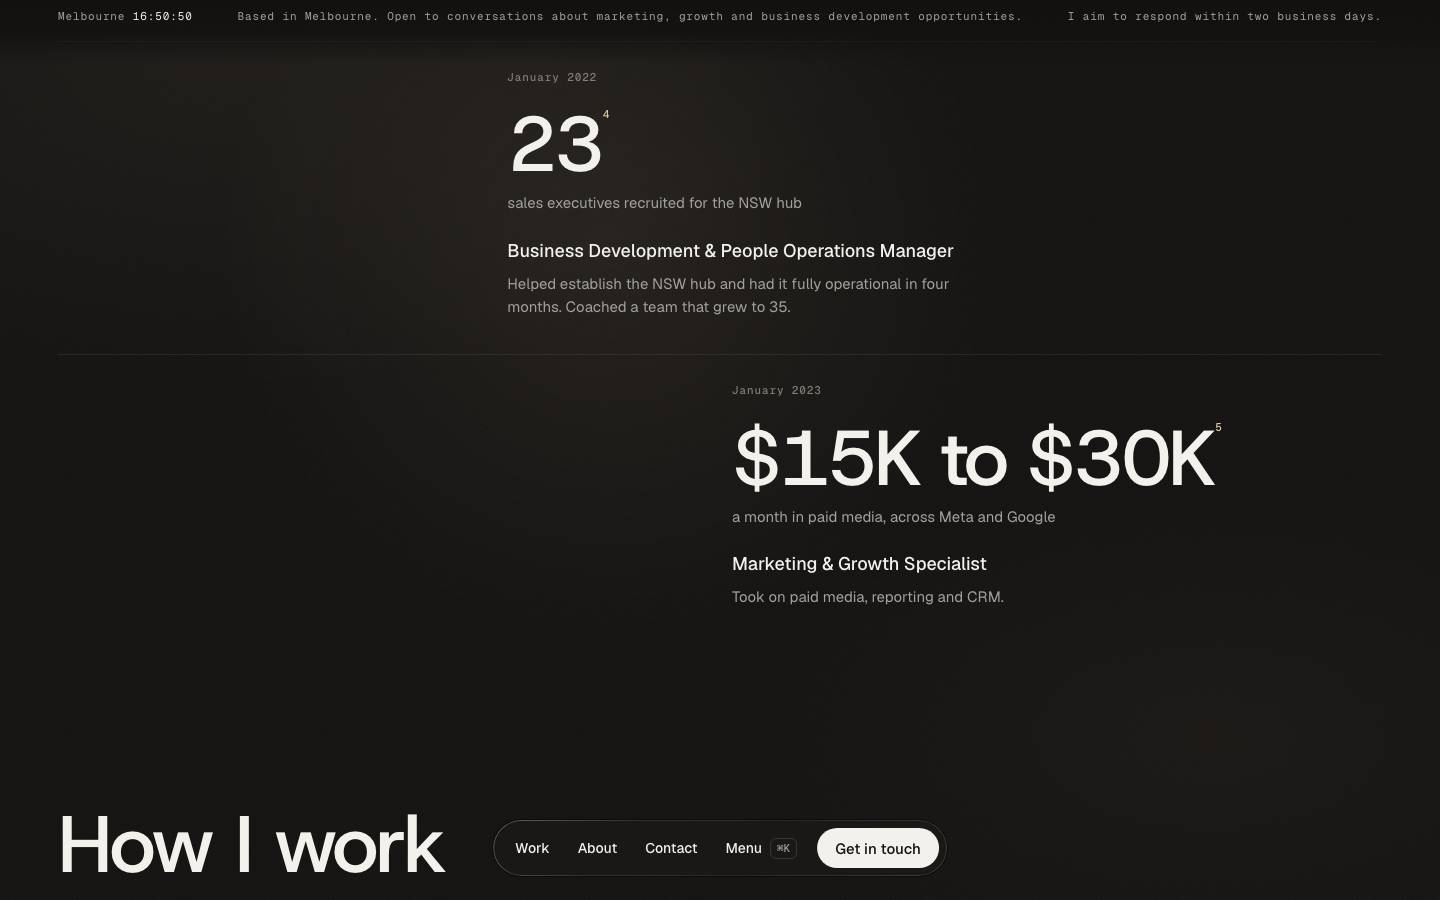 Melbourne 16:50:50 Based in Melbourne. Open to conversations about marketing, growth and business development opportunities. I aim to respond within two business days.
January 2022
23 4
sales executives recruited for the NSW hub
Business Development & People Operations Manager
Helped establish the NSW hub and had it fully operational in four
months. Coached a team that grew to 35.
January 2023
$15K to $30K 5
a month in paid media, across Meta and Google
Marketing & Growth Specialist
Took on paid media, reporting and CRM.
How I work
Work About Contact Menu ⌘K Get in touch